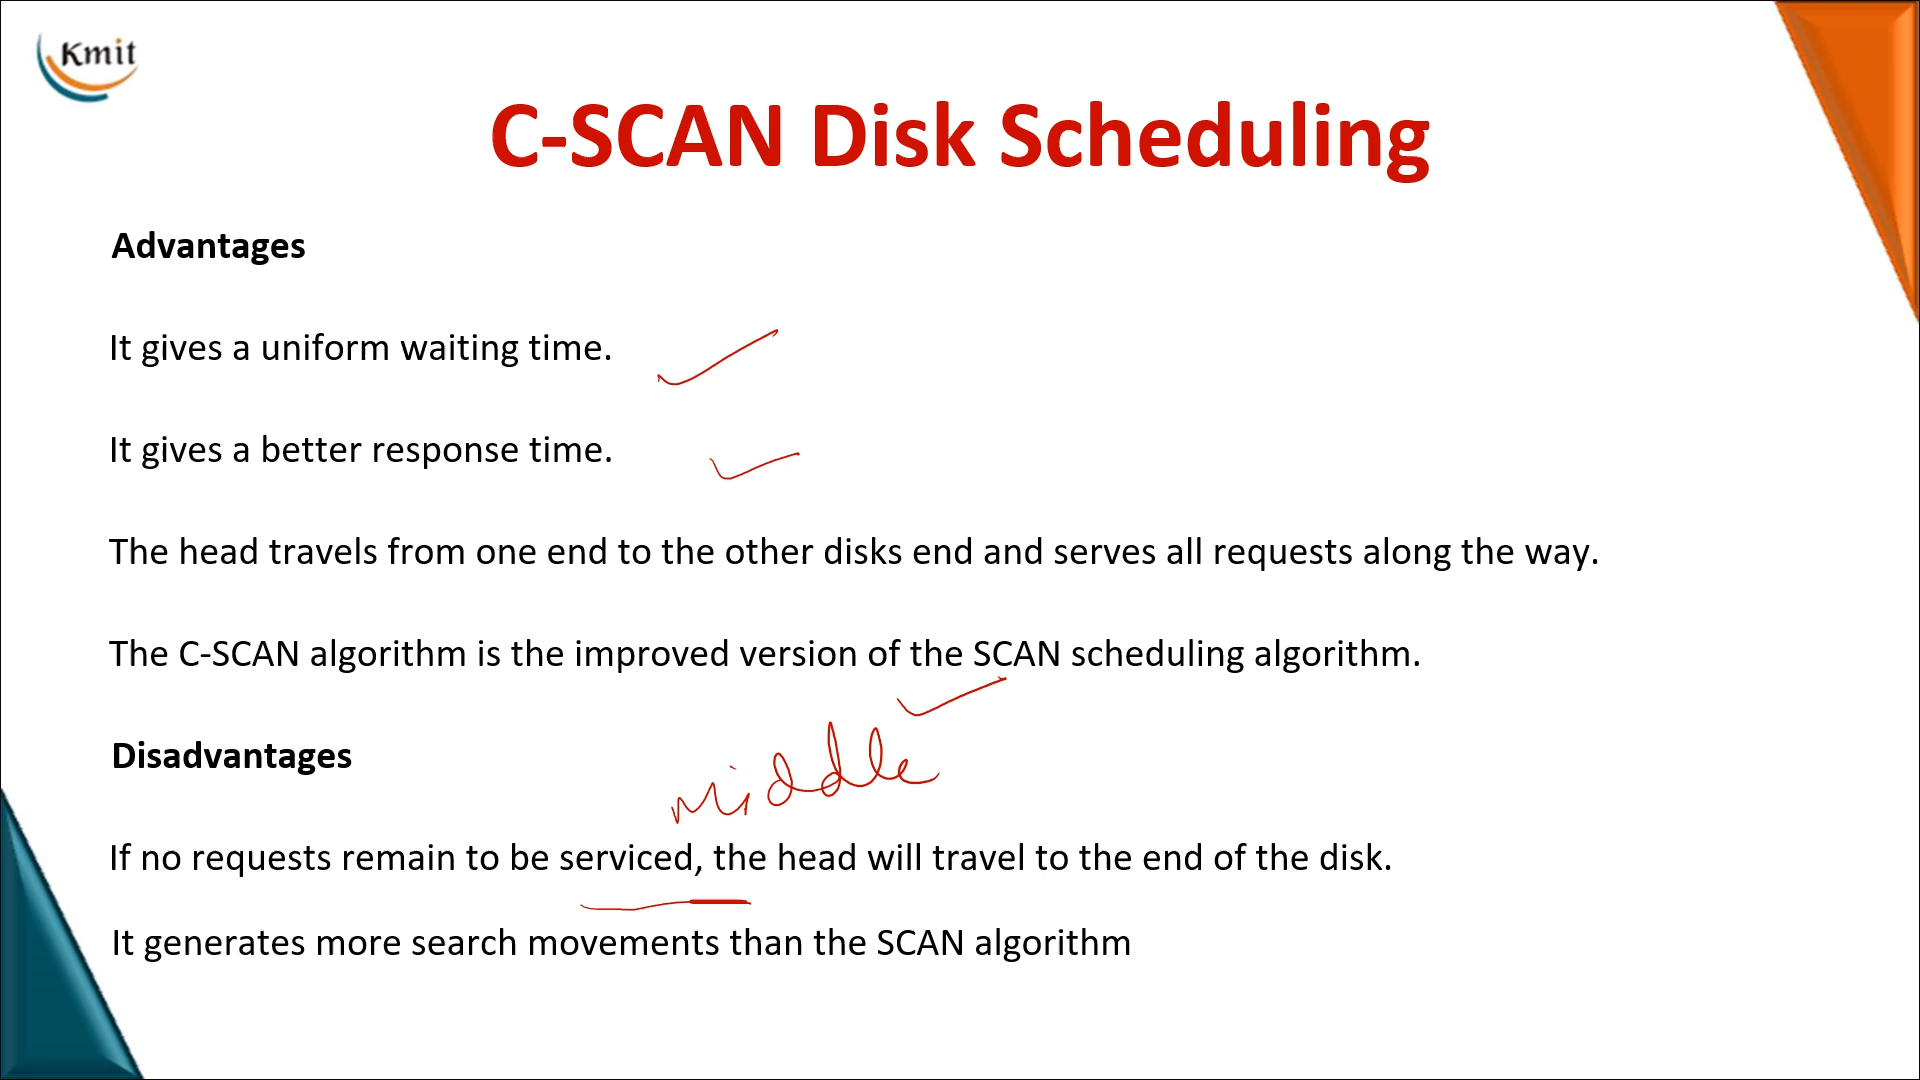 Kmit
C-SCAN Disk Scheduling
Advantages
It gives a uniform waiting time.
It gives a better response time.
The head travels from one end to the other disks end and serves all requests along the way.
The C-SCAN algorithm is the improved version of the SCAN scheduling algorithm.
Disadvantages
middle
If no requests remain to be serviced, the head will travel to the end of the disk.
It generates more search movements than the SCAN algorithm